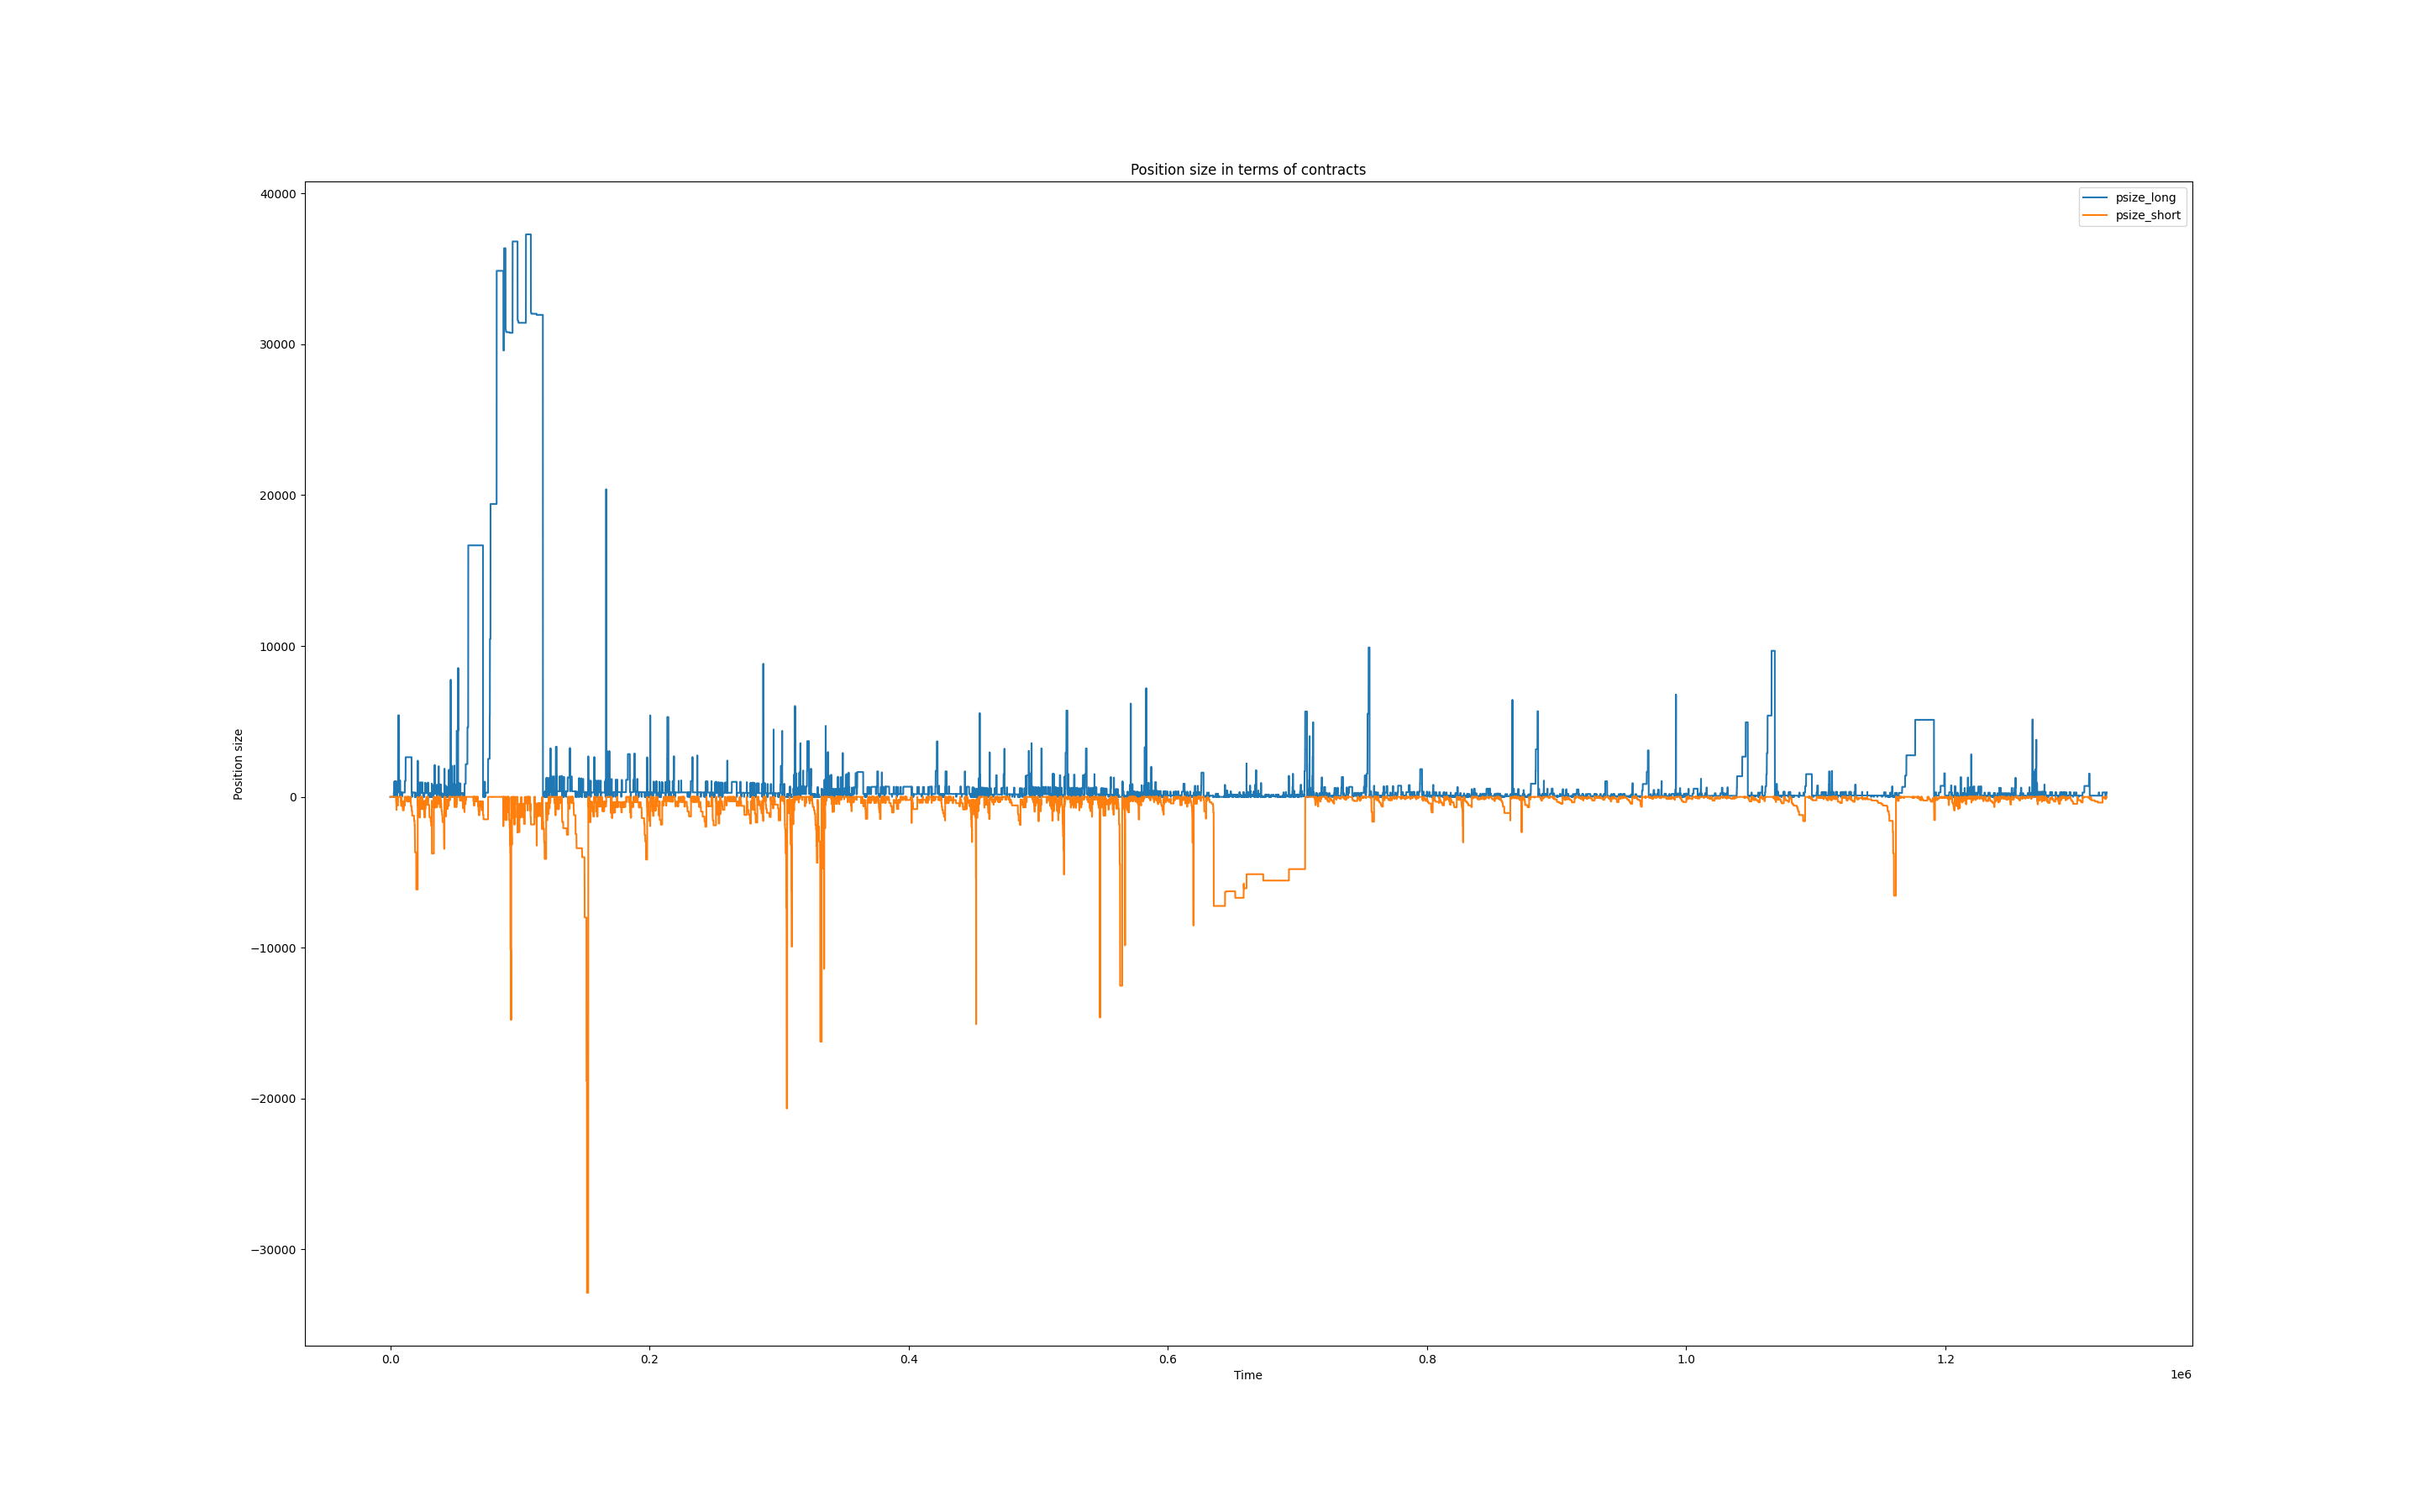 Position size in terms of contracts
40000
30000
20000
10000
0
−10000
−20000
−30000
Position size
psize_long
psize_short
0.0
0.2
0.4
0.6
0.8
1.0
1.2
1e6
Time